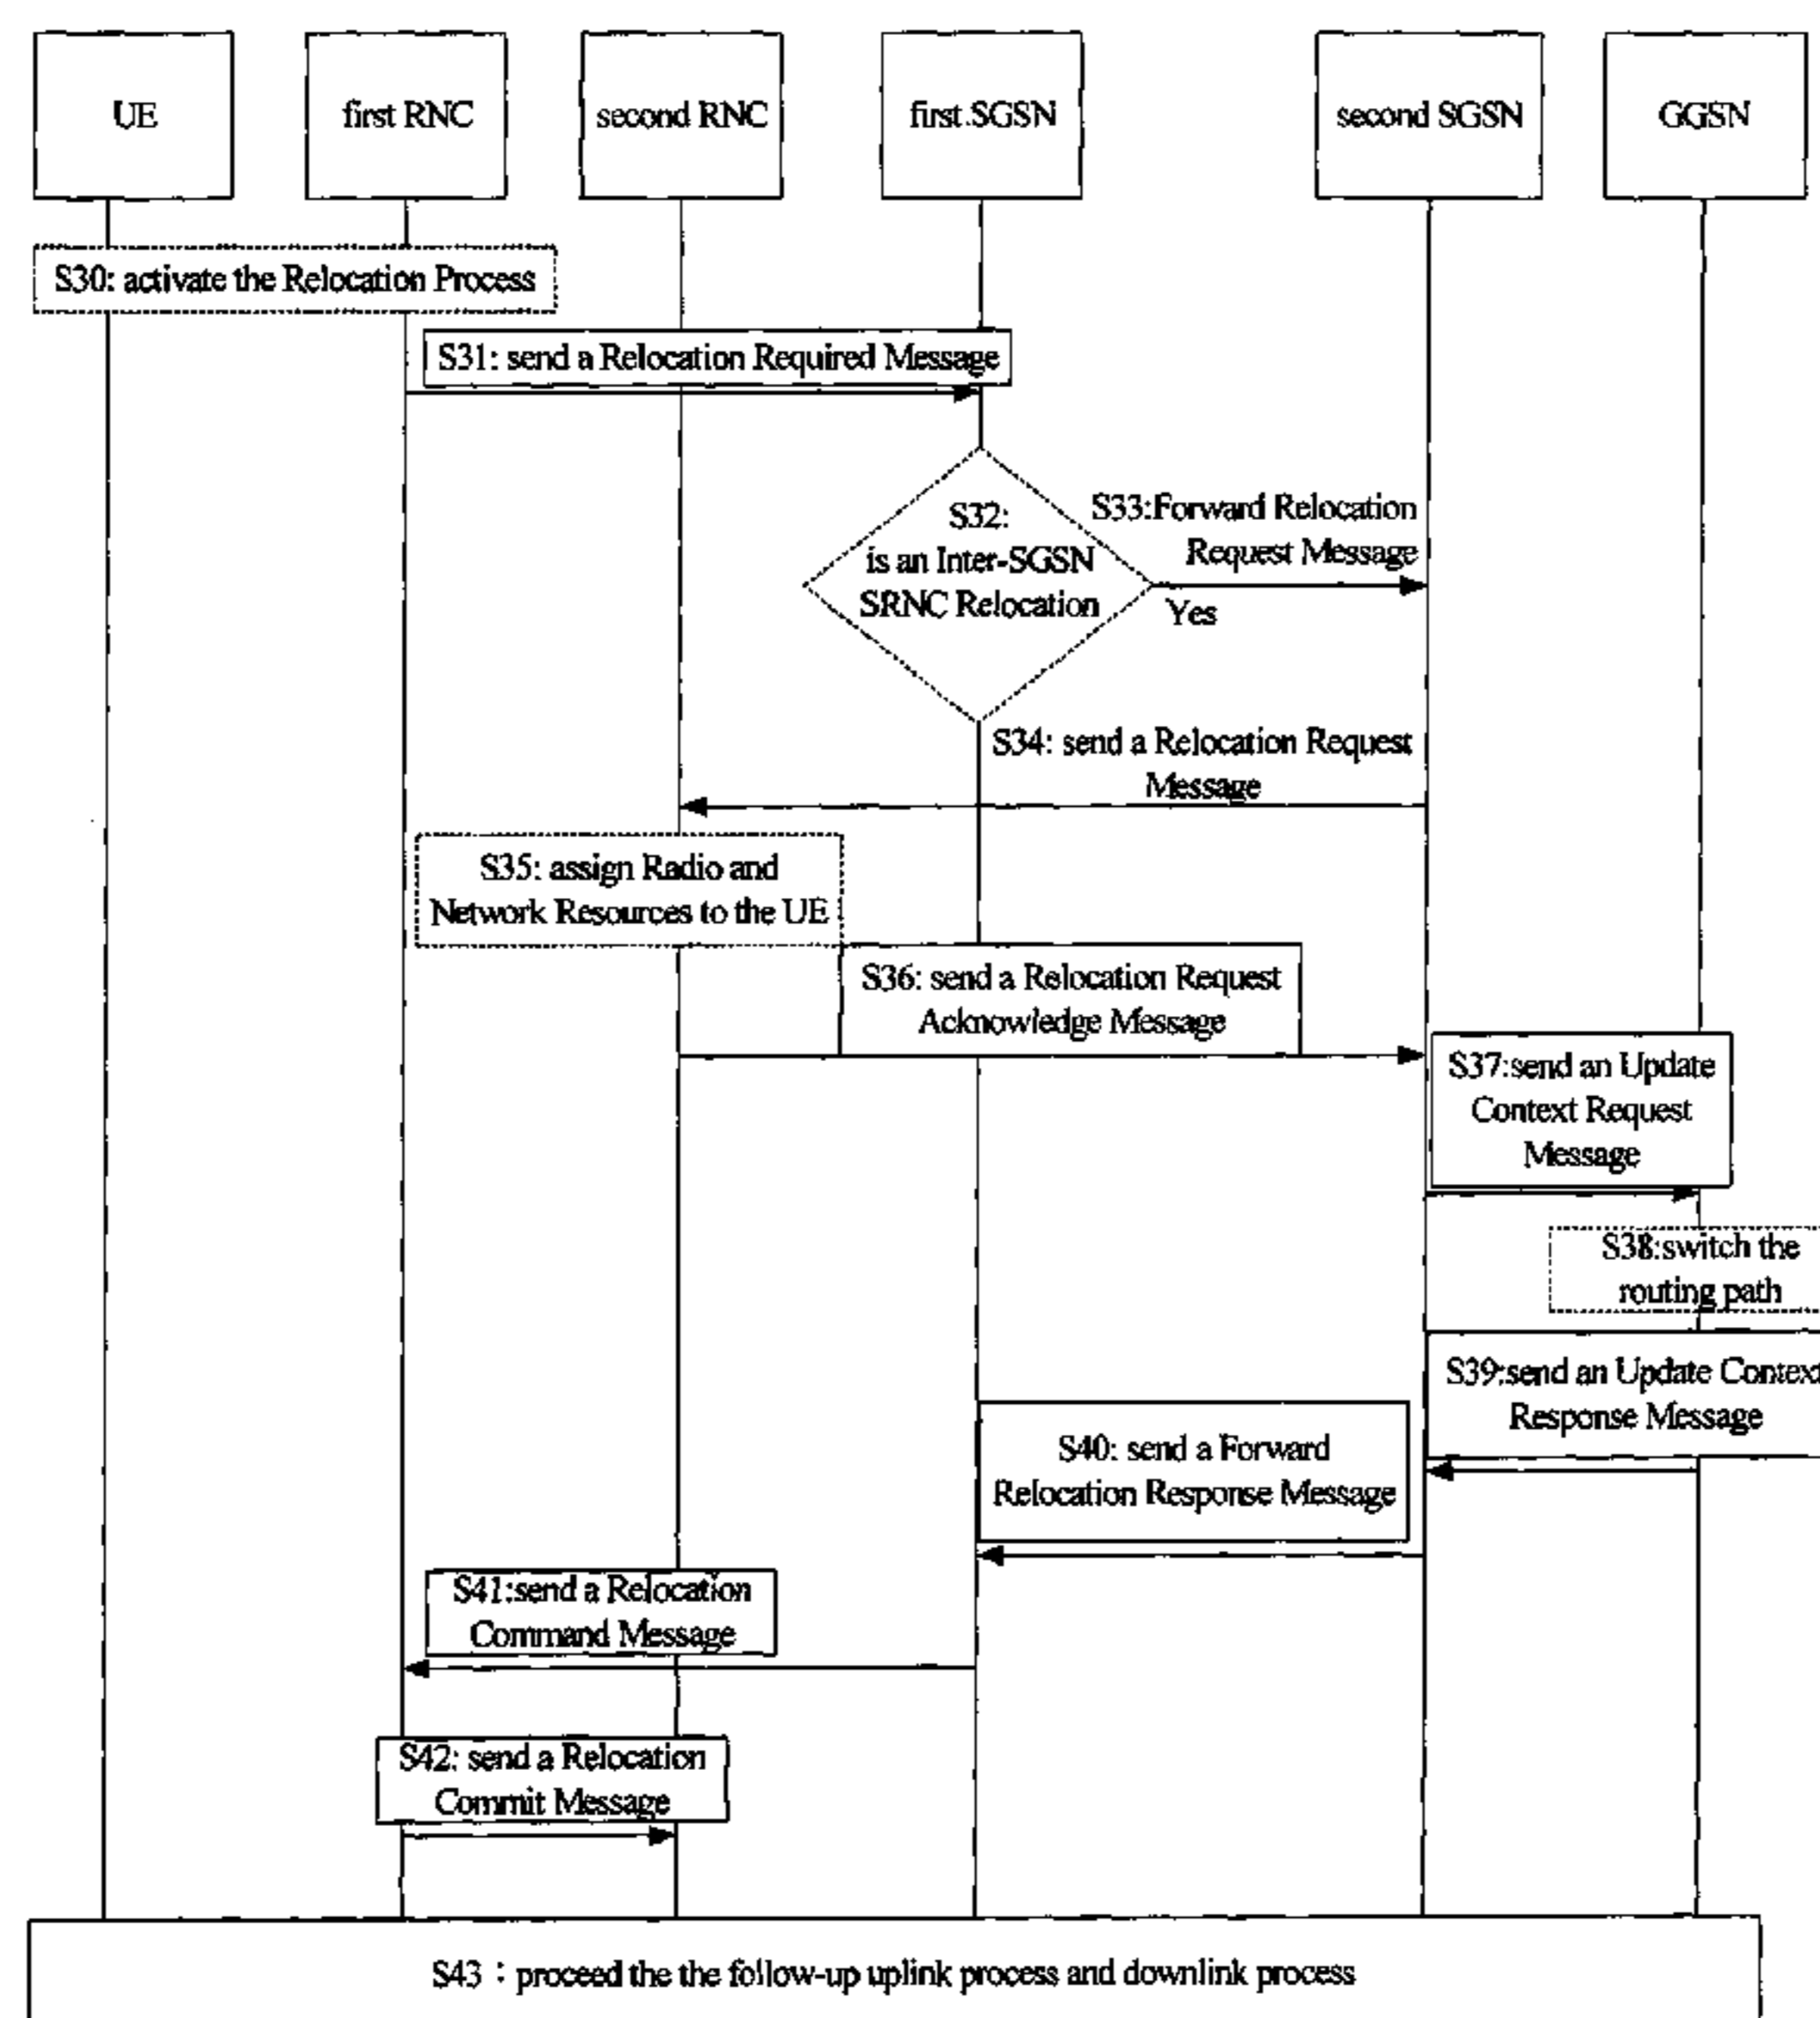 UE
first RNC
second RNC
first SGSN
second SGSN
GGSN
S30: activate the Relocation Process
S31: send a Relocation Required Message
S32:
is an Inter-SGSN
SRNC Relocation
S33:Forward Relocation
Request Message
Yes
S34: send a Relocation Request
Message
S35: assign Radio and
Network Resources to the UE
S36: send a Relocation Request
Acknowledge Message
S37:send an Update
Context Request
Message
S38:switch the
routing path
S39:send an Update Context
Response Message
S40: send a Forward
Relocation Response Message
S41:send a Relocation
Command Message
S42: send a Relocation
Commit Message
S43：proceed the the follow-up uplink process and downlink process